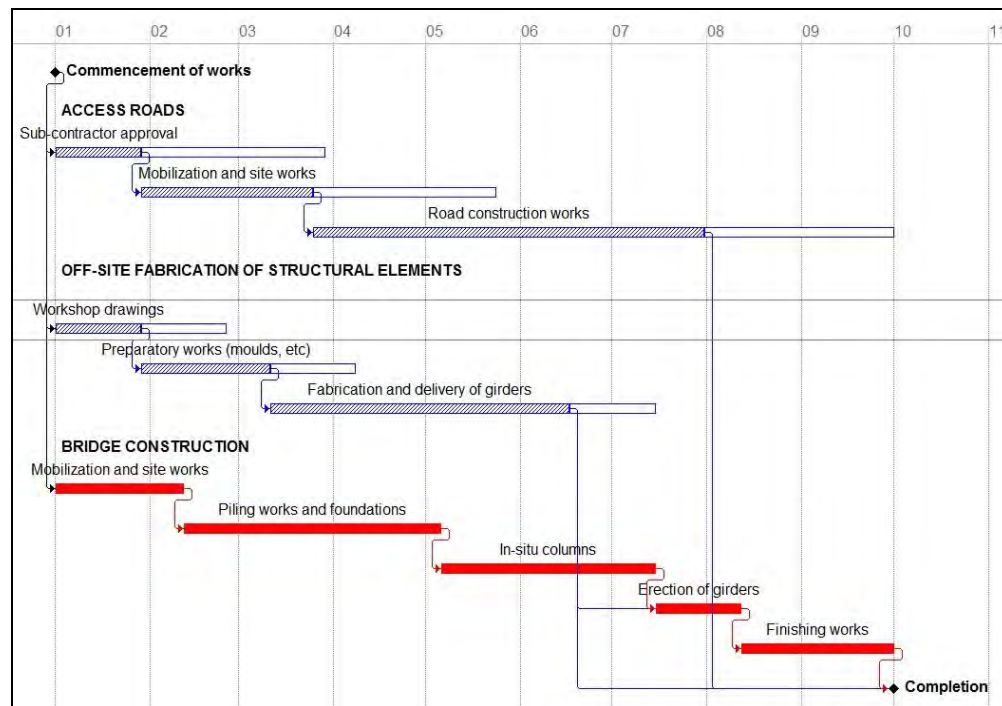 01 02 03 04 05 06 07 08 09 10 11
Commencement of works
ACCESS ROADS
Sub-contractor approval
Mobilization and site works
Road construction works
OFF-SITE FABRICATION OF STRUCTURAL ELEMENTS
Workshop drawings
Preparatory works (moulds, etc)
Fabrication and delivery of girders
BRIDGE CONSTRUCTION
Mobilization and site works
Piling works and foundations
In-situ columns
Erection of girders
Finishing works
Completion